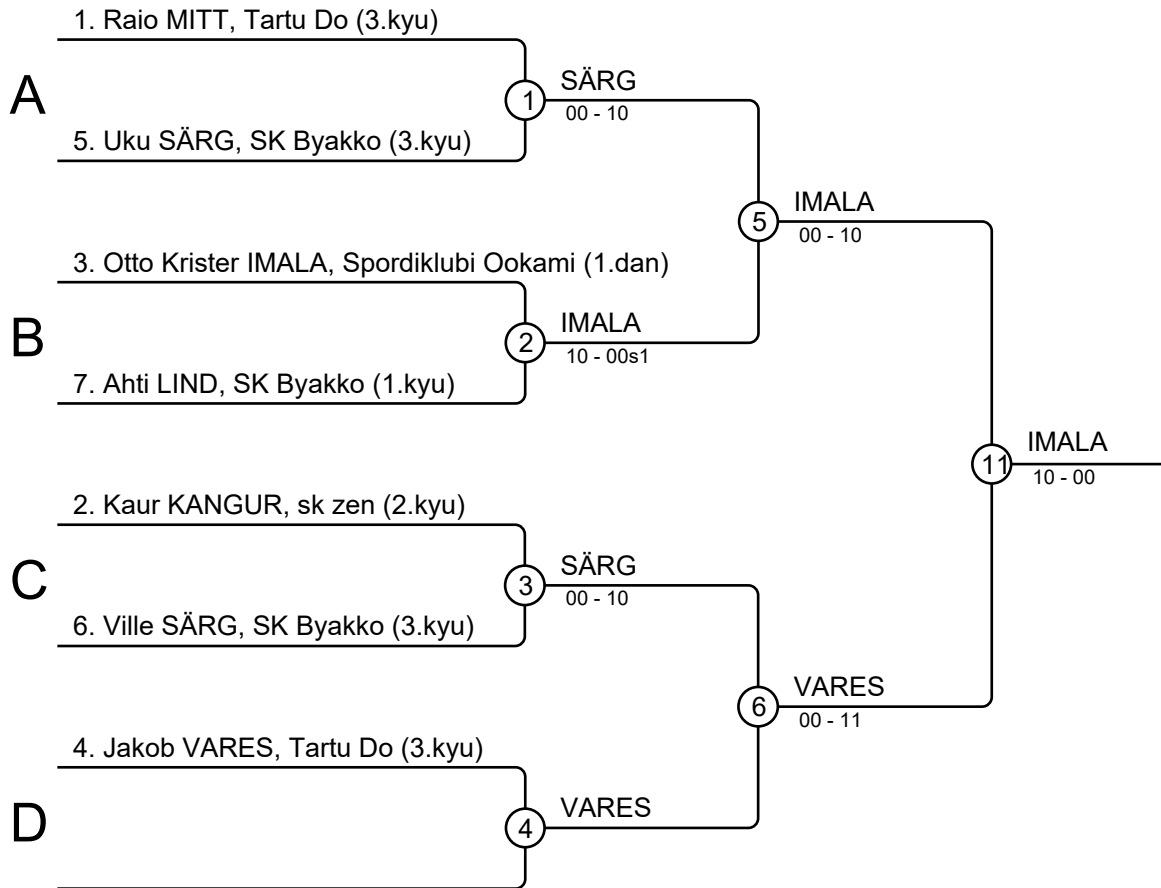 1. Raio MITT, Tartu Do (3.kyu)
A
1
SÄRG
00 - 10
5. Uku SÄRG, SK Byakko (3.kyu)
5
IMALA
00 - 10
3. Otto Krister IMALA, Spordiklubi Ookami (1.dan)
B
2
IMALA
10 - 00s1
7. Ahti LIND, SK Byakko (1.kyu)
11
IMALA
10 - 00
2. Kaur KANGUR, sk zen (2.kyu)
C
3
SÄRG
00 - 10
6. Ville SÄRG, SK Byakko (3.kyu)
6
VARES
00 - 11
4. Jakob VARES, Tartu Do (3.kyu)
D
4
VARES